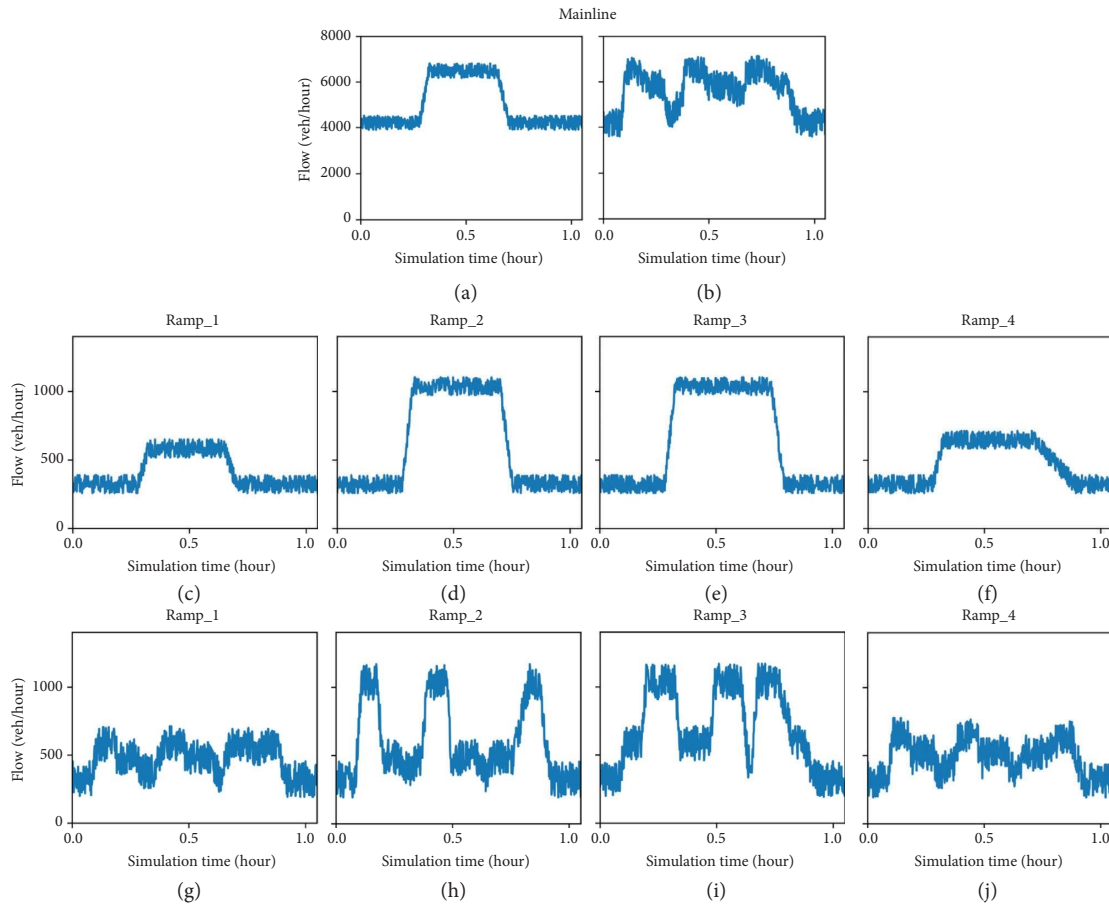 Mainline
8000
6000
4000
2000
0
Flow (veh/hour)
0.0 0.5 1.0 0.0 0.5 1.0
Simulation time (hour) Simulation time (hour)
(a) (b)
Ramp_1 Ramp_2 Ramp_3 Ramp_4
1000
500
0
Flow (veh/hour)
0.0 0.5 1.0 0.0 0.5 1.0 0.0 0.5 1.0 0.0 0.5 1.0
Simulation time (hour) Simulation time (hour) Simulation time (hour) Simulation time (hour)
(c) (d) (e) (f)
Ramp_1 Ramp_2 Ramp_3 Ramp_4
1000
500
0
Flow (veh/hour)
0.0 0.5 1.0 0.0 0.5 1.0 0.0 0.5 1.0 0.0 0.5 1.0
Simulation time (hour) Simulation time (hour) Simulation time (hour) Simulation time (hour)
(g) (h) (i) (j)